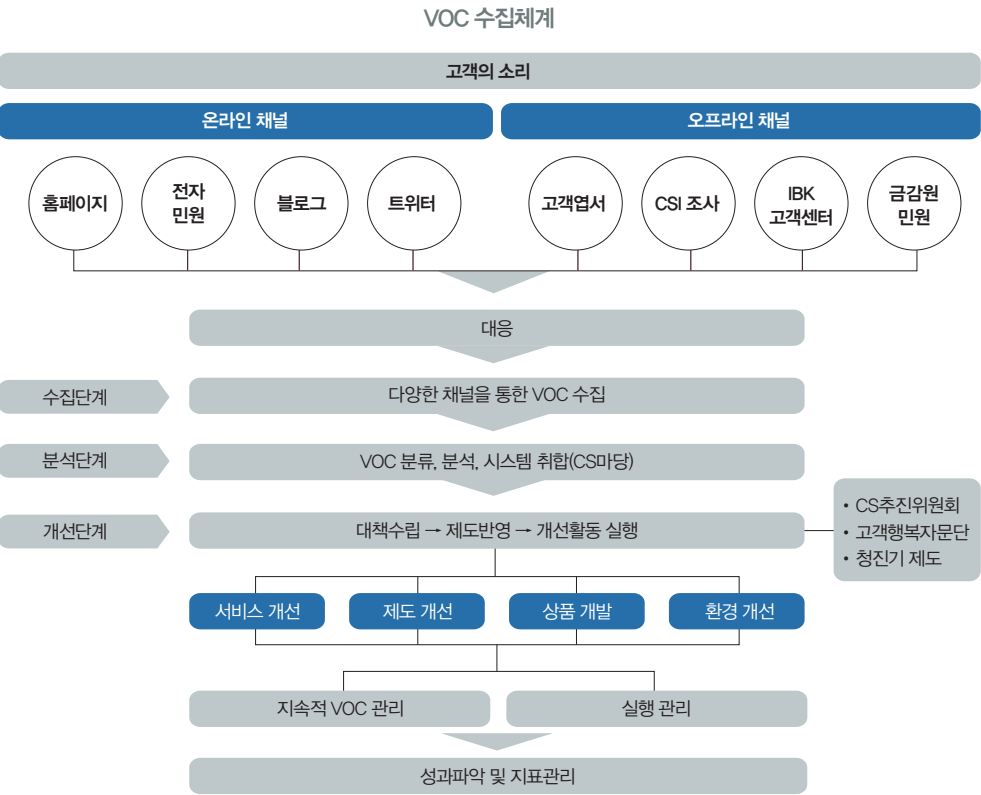 VOC 수집체계
고객의 소리
온라인 채널
오프라인 채널
홈페이지
전자
민원
블로그
트위터
고객엽서
CSI 조사
IBK
고객센터
금감원
민원
대응
수집단계
다양한 채널을 통한 VOC 수집
분석단계
VOC 분류, 분석, 시스템 취합(CS마당)
개선단계
대책수립 → 제도반영 → 개선활동 실행
• CS추진위원회
• 고객행복자문단
• 청진기 제도
서비스 개선
제도 개선
상품 개발
환경 개선
지속적 VOC 관리
실행 관리
성과파악 및 지표관리